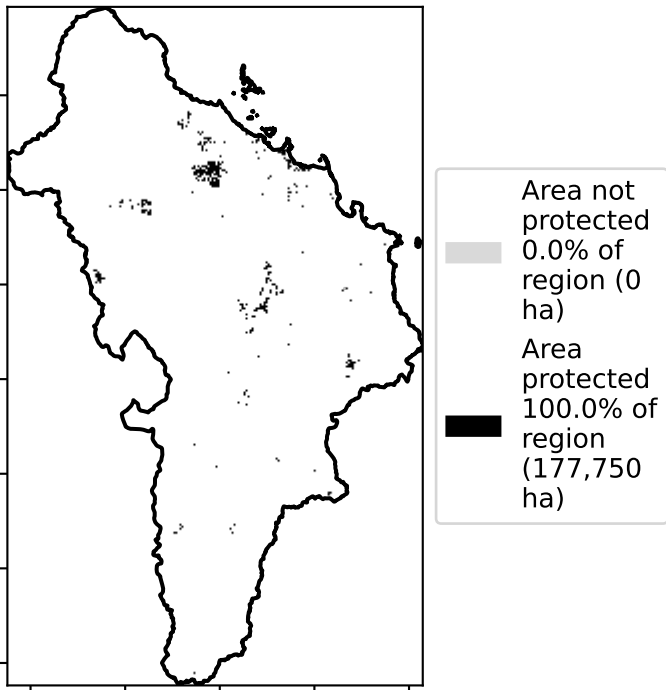 Area not
protected
0.0% of
region (0
ha)
Area
protected
100.0% of
region
(177,750
ha)